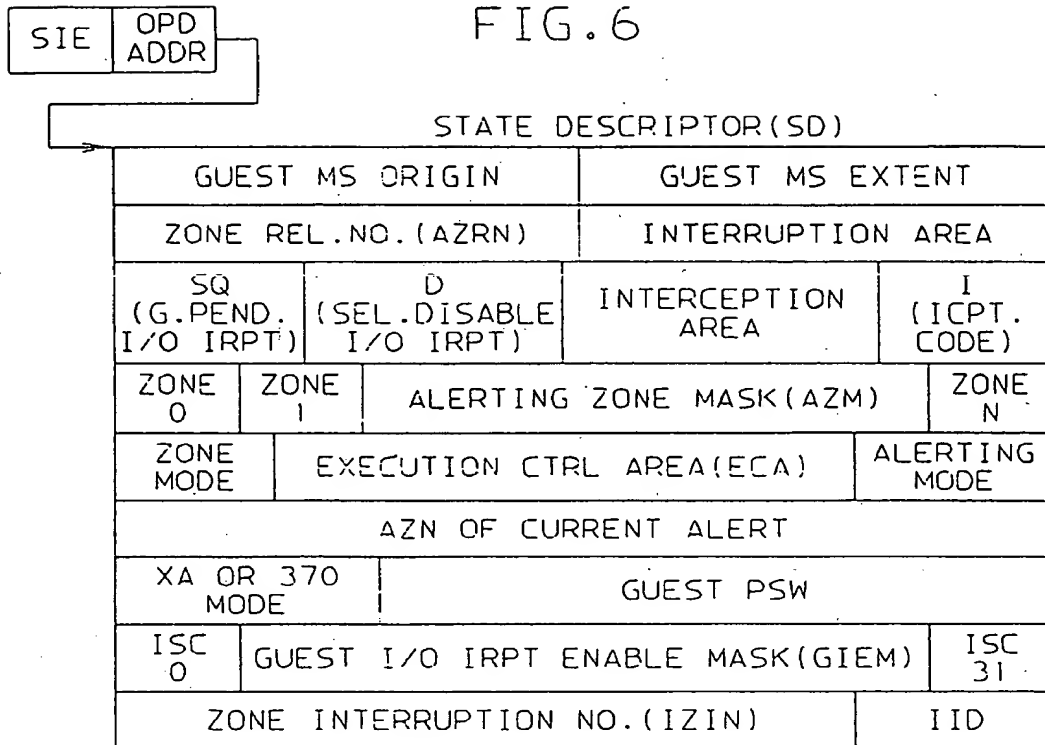 FIG.6
SIE
OPD
ADDR
STATE DESCRIPTOR(SD)
GUEST MS ORIGIN
GUEST MS EXTENT
ZONE REL.NO.(AZRN)
INTERRUPTION AREA
SQ
(G.PEND.
I/O IRPT)
D
(SEL.DISABLE
I/O IRPT)
INTERCEPTION
AREA
I
(ICPT.
CODE)
ZONE
0
ZONE
1
ALERTING ZONE MASK(AZM)
ZONE
N
ZONE
MODE
EXECUTION CTRL AREA(ECA)
ALERTING
MODE
AZN OF CURRENT ALERT
XA OR 370
MODE
GUEST PSW
ISC
0
GUEST I/O IRPT ENABLE MASK(GIEM)
ISC
31
ZONE INTERRUPTION NO.(IZIN)
IID